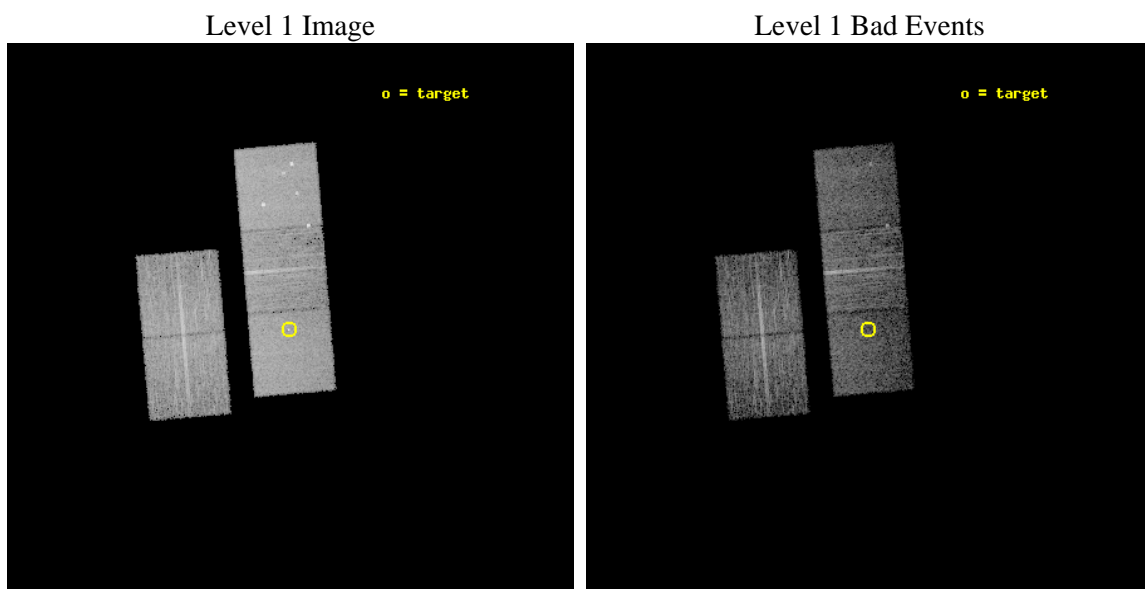 Level 1 Image
Level 1 Bad Events
o = target
o = target